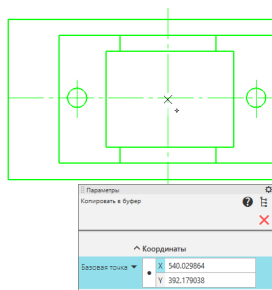 Параметры
Копировать в буфер
Координаты
Базовая точка
X 540.029864
Y 392.179038